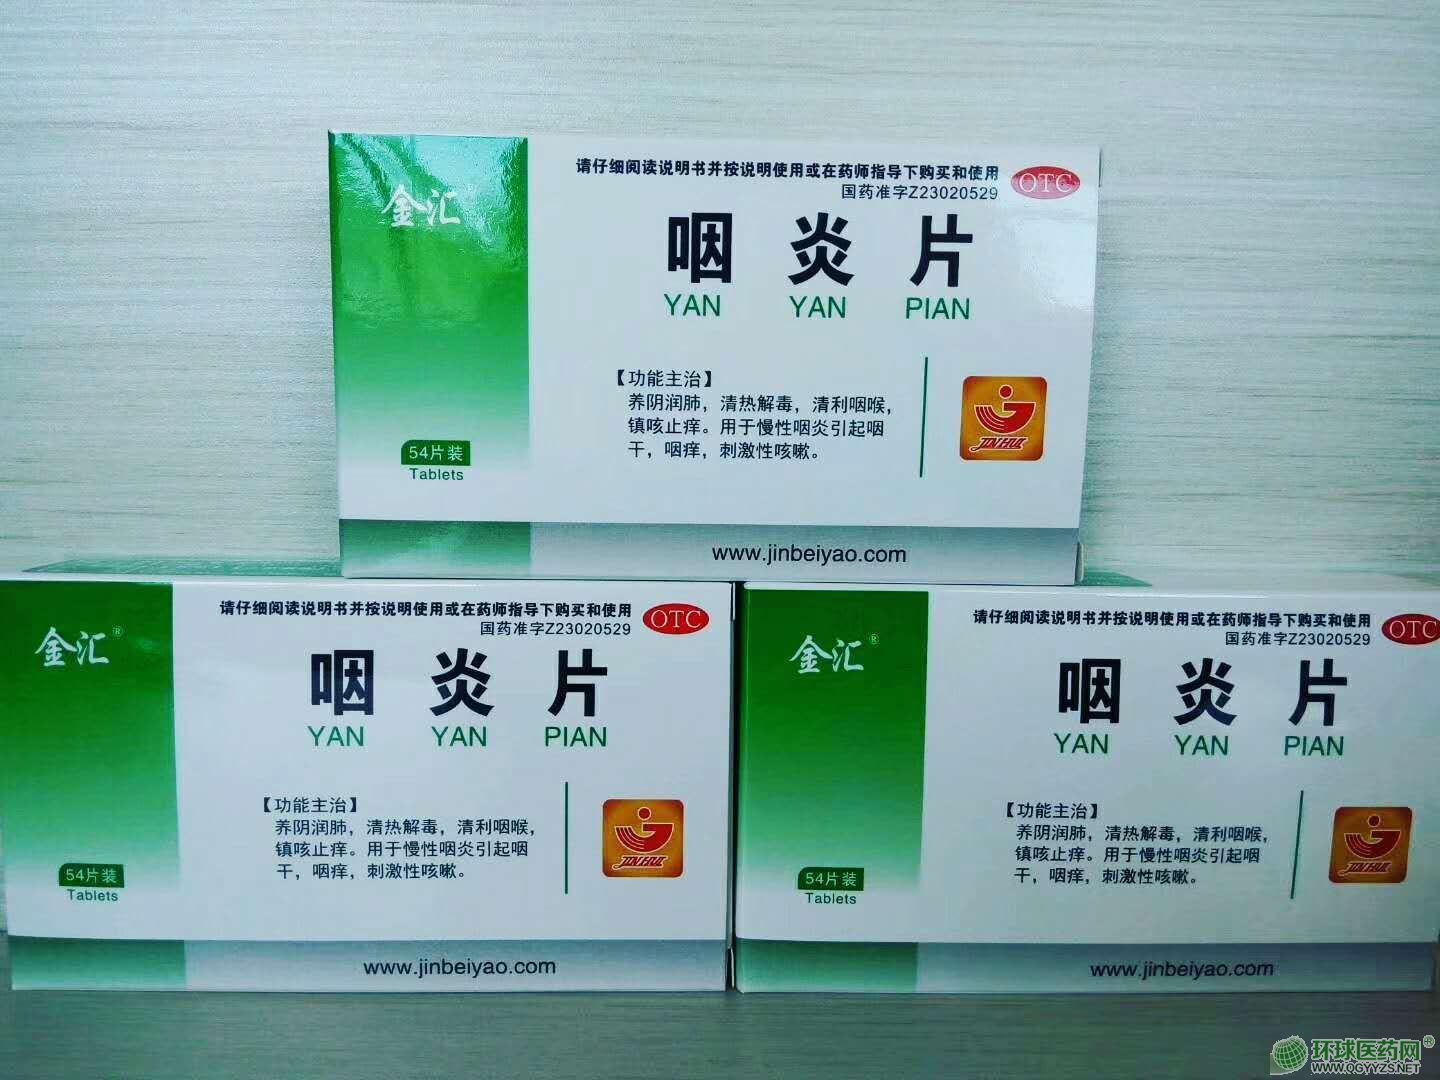 请仔细阅读说明书并按说明使用或在药师指导下购买和使用
OTC
国药准字Z23020529
金汇
咽炎片
YAN YAN PIAN
【功能主治】
养阴润肺，清热解毒，清利咽喉，
镇咳止痒。用于慢性咽炎引起咽
干，咽痒，刺激性咳嗽。
JINHUI
54片装
Tablets
www.jinbeiyao.com
请仔细阅读说明书并按说明使用或在药师指导下购买和使用
OTC
国药准字Z23020529
金汇®
咽炎片
YAN YAN PIAN
【功能主治】
养阴润肺，清热解毒，清利咽喉，
镇咳止痒。用于慢性咽炎引起咽
干，咽痒，刺激性咳嗽。
JINHUI
54片装
Tablets
www.jinbeiyao.com
请仔细阅读说明书并按说明使用或在药师指导下购买和使用
OTC
国药准字Z23020529
金汇®
咽炎片
YAN YAN PIAN
【功能主治】
养阴润肺，清热解毒，清利咽喉，
镇咳止痒。用于慢性咽炎引起咽
干，咽痒，刺激性咳嗽。
JINHUI
54片装
Tablets
www.jinbeiyao.com
环球医药网®
WWW.QGYYZS.NET